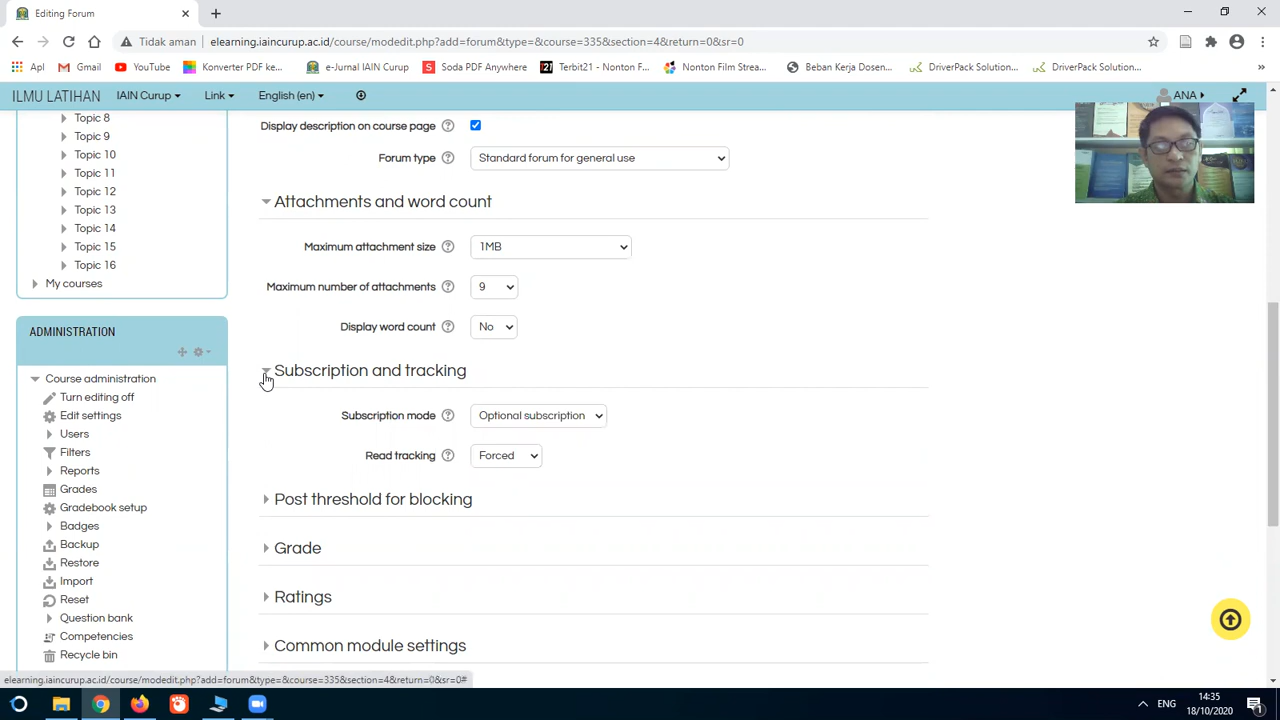 Editing Forum
Tidak aman elearning.iaincurup.ac.id/course/modedit.php?add=forum&type=&course=335&section=4&return=0&sr=0
Apl Gmail YouTube Konverter PDF ke... e-Jurnal IAIN Curup Soda PDF Anywhere Terbit21 - Nonton F... Nonton Film Strea... Beban Kerja Dosen... DriverPack Solution... DriverPack Solution...
ILMU LATIHAN IAIN Curup Link English (en) ANA
Topic 8
Topic 9
Topic 10
Topic 11
Topic 12
Topic 13
Topic 14
Topic 15
Topic 16
My courses
ADMINISTRATION
Course administration
Turn editing off
Edit settings
Users
Filters
Reports
Grades
Gradebook setup
Badges
Backup
Restore
Import
Reset
Question bank
Competencies
Recycle bin
Display description on course page
Forum type Standard forum for general use
Attachments and word count
Maximum attachment size 1MB
Maximum number of attachments 9
Display word count No
Subscription and tracking
Subscription mode Optional subscription
Read tracking Forced
Post threshold for blocking
Grade
Ratings
Common module settings
elearning.iaincurup.ac.id/course/modedit.php?add=forum&type=&course=335&section=4&return=0&sr=0#
ENG 14:35
18/10/2020 1